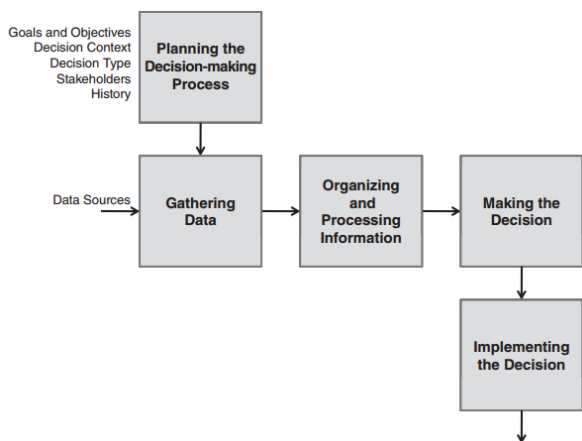 Goals and Objectives
Decision Context
Decision Type
Stakeholders
History
Planning the
Decision-making
Process
Data Sources
Gathering
Data
Organizing
and
Processing
Information
Making the
Decision
Implementing
the Decision